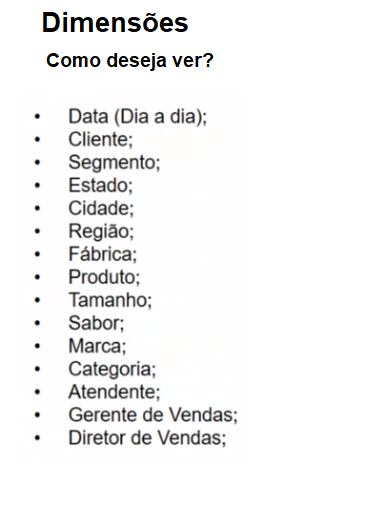 Dimensões
Como deseja ver?
• Data (Dia a dia);
• Cliente;
• Segmento;
• Estado;
• Cidade;
• Região;
• Fábrica;
• Produto;
• Tamanho;
• Sabor;
• Marca;
• Categoria;
• Atendente;
• Gerente de Vendas;
• Diretor de Vendas;